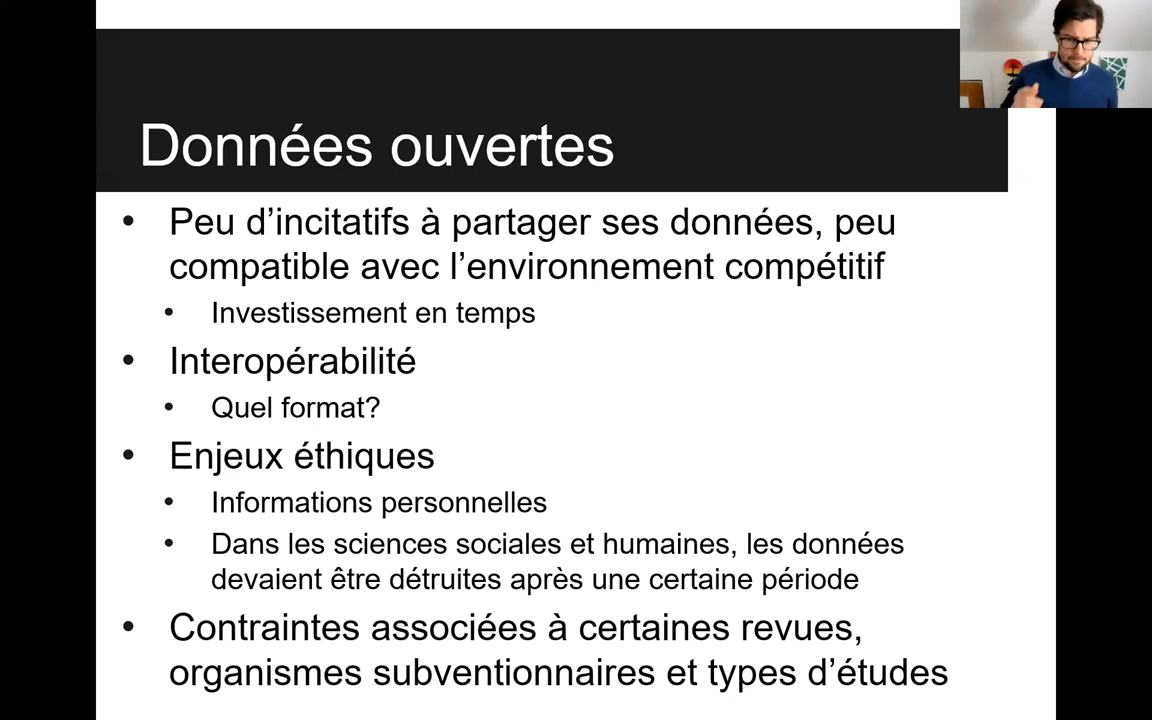 Données ouvertes
• Peu d’incitatifs à partager ses données, peu
compatible avec l’environnement compétitif
• Investissement en temps
• Interopérabilité
• Quel format?
• Enjeux éthiques
• Informations personnelles
• Dans les sciences sociales et humaines, les données
devaient être détruites après une certaine période
• Contraintes associées à certaines revues,
organismes subventionnaires et types d’études